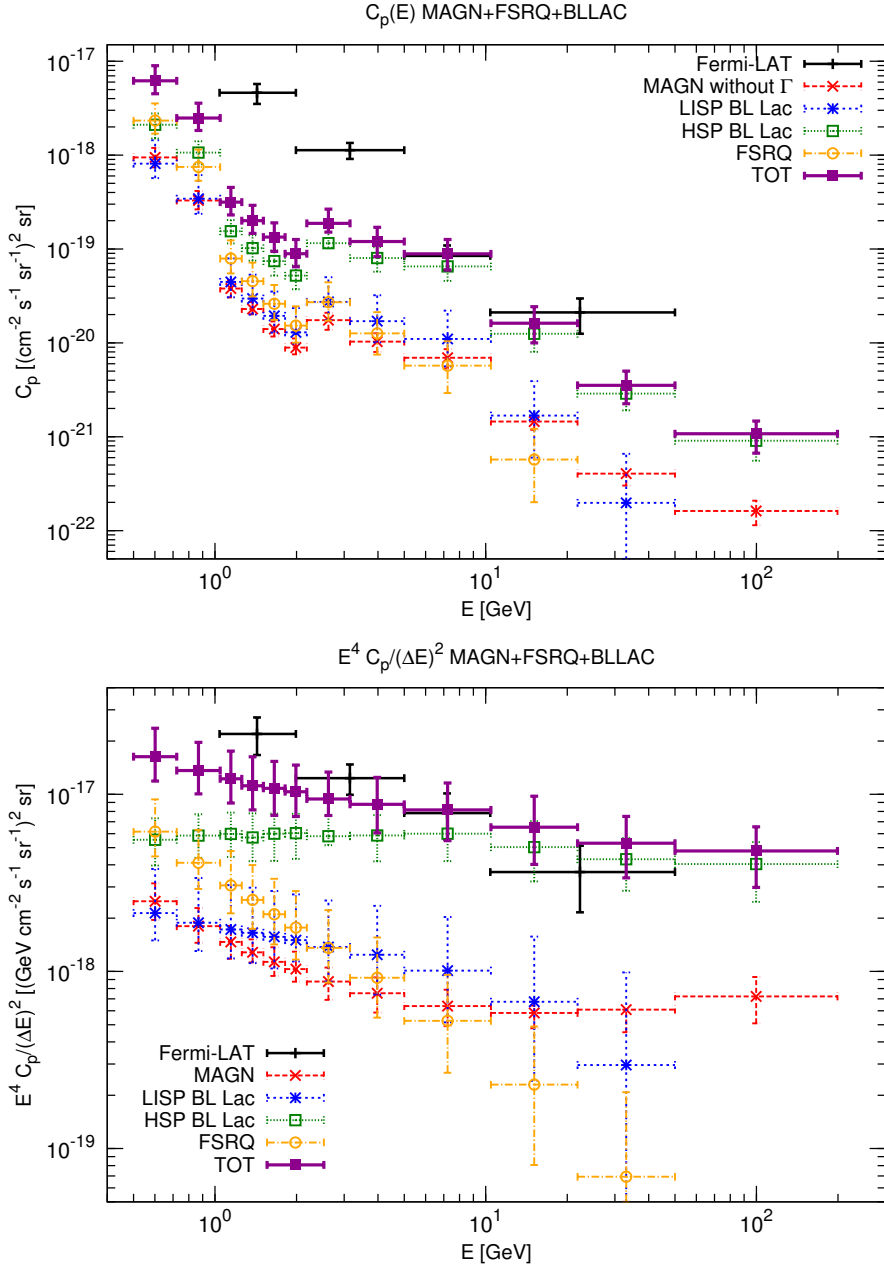 C_p(E) MAGN+FSRQ+BLLAC
Fermi-LAT
MAGN without Γ
LISP BL Lac
HSP BL Lac
FSRQ
TOT
C_p [(cm^-2 s^-1 sr^-1)^2 sr]
10^-17
10^-18
10^-19
10^-20
10^-21
10^-22
10^0 10^1 10^2
E [GeV]
E^4 C_p/(ΔE)^2 MAGN+FSRQ+BLLAC
E^4 C_p/(ΔE)^2 [(GeV cm^-2 s^-1 sr^-1)^2 sr]
10^-17
10^-18
10^-19
Fermi-LAT
MAGN
LISP BL Lac
HSP BL Lac
FSRQ
TOT
10^0 10^1 10^2
E [GeV]